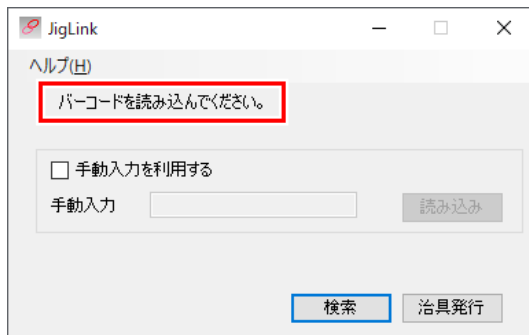 JigLink
ヘルプ(H)
バーコードを読み込んでください。
手動入力を利用する
手動入力 読み込み
検索 治具発行